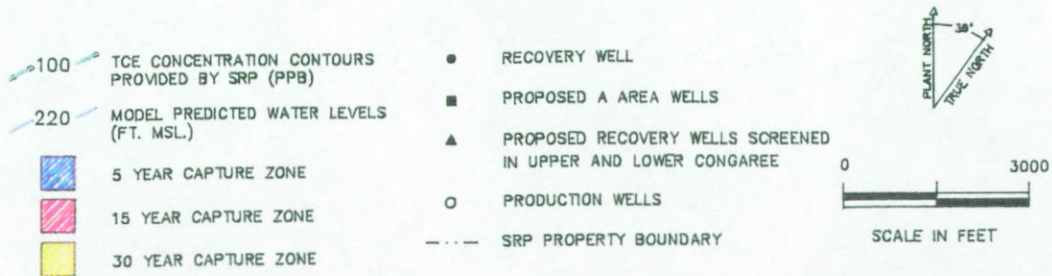 100
TCE CONCENTRATION CONTOURS
PROVIDED BY SRP (PPB)
220
MODEL PREDICTED WATER LEVELS
(FT. MSL.)
5 YEAR CAPTURE ZONE
15 YEAR CAPTURE ZONE
30 YEAR CAPTURE ZONE
RECOVERY WELL
PROPOSED A AREA WELLS
PROPOSED RECOVERY WELLS SCREENED
IN UPPER AND LOWER CONGAREE
PRODUCTION WELLS
SRP PROPERTY BOUNDARY
PLANT NORTH
36°
TRUE NORTH
0 3000
SCALE IN FEET